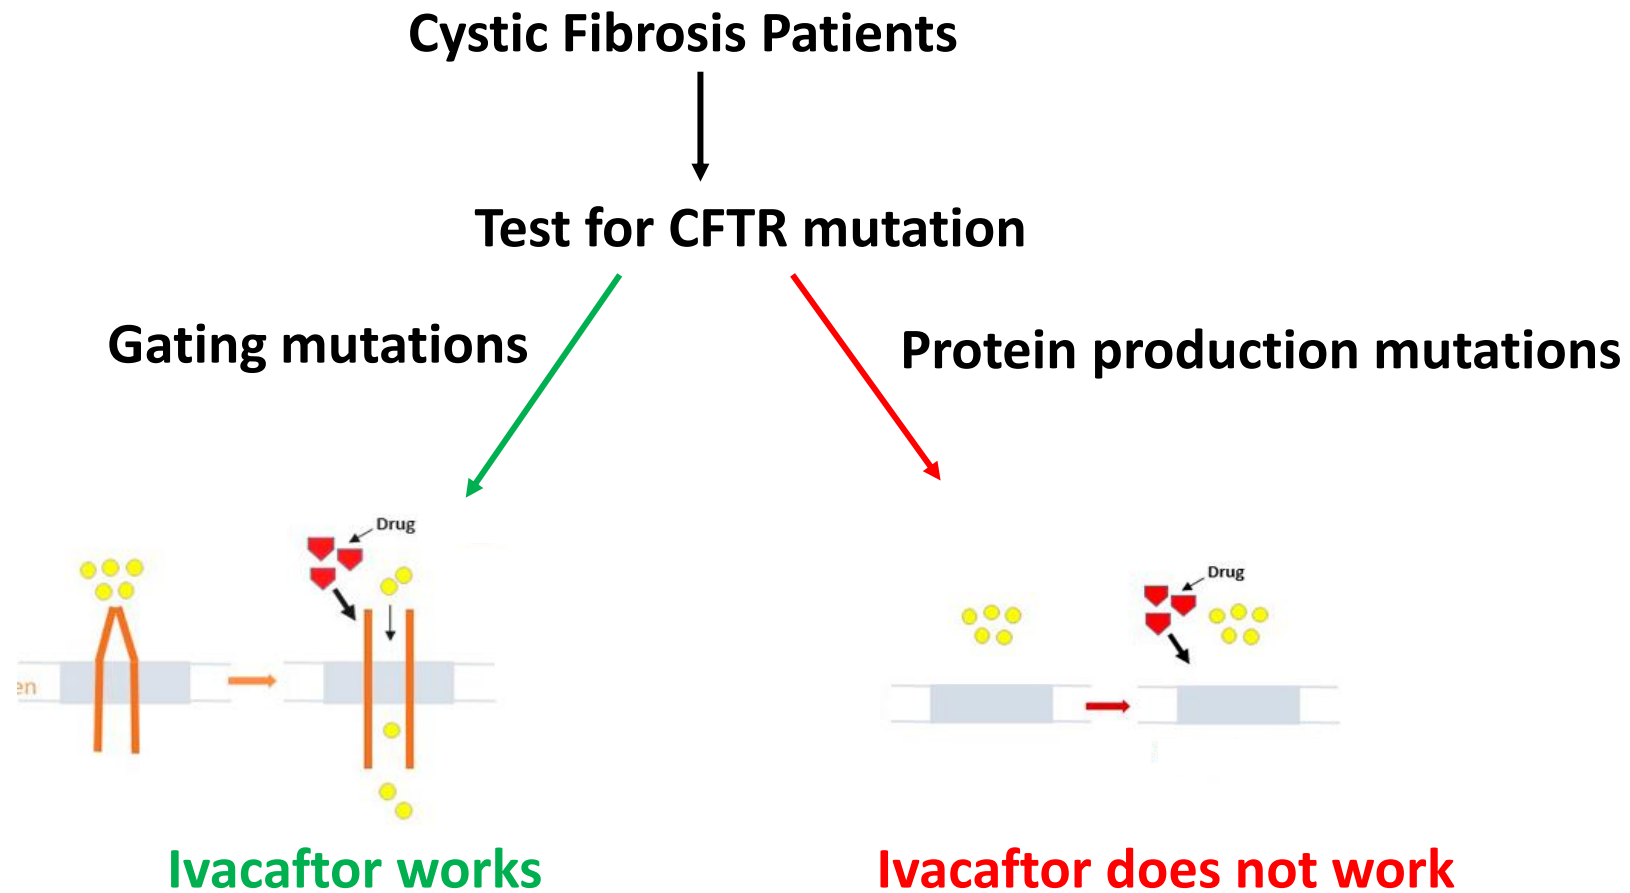 Cystic Fibrosis Patients
Test for CFTR mutation
Gating mutations
Protein production mutations
Drug
Drug
en
Ivacaftor works
Ivacaftor does not work